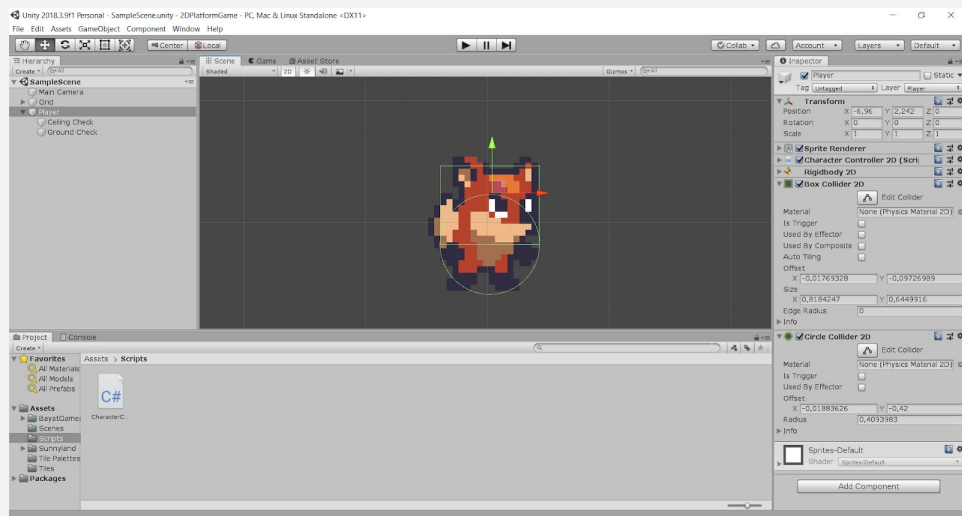 Unity 2018.3.9f1 Personal - SampleScene.unity - 2DPlatformGame - PC, Mac & Linux Standalone <DX11>
File Edit Assets GameObject Component Window Help
Center Local Collab Account Layers Default
Hierarchy Scene Game Asset Store Inspector
Create Q+All Shaded 2D Gizmos Q+All Player Static
SampleScene Tag Untagged Layer Player
Main Camera
Grid
Player
Ceiling Check
Ground Check
Transform
Position X -6,96 Y 2,242 Z 0
Rotation X 0 Y 0 Z 0
Scale X 1 Y 1 Z 1
Sprite Renderer
Character Controller 2D (Scri
Rigidbody 2D
Box Collider 2D
Edit Collider
Material None (Physics Material 2D)
Is Trigger
Used By Effector
Used By Composite
Auto Tiling
Offset
X -0,01769328 Y -0,09726989
Size
X 0,8184247 Y 0,6449916
Edge Radius 0
Info
Circle Collider 2D
Edit Collider
Material None (Physics Material 2D)
Is Trigger
Used By Effector
Offset
X -0,01883626 Y -0,42
Radius 0,4093983
Info
Sprites-Default
Shader Sprites/Default
Add Component
Project Console
Create
Favorites
All Materials
All Models
All Prefabs
Assets
BayatGames
Scenes
Scripts
Sunnyland
Tile Palettes
Tiles
Packages
Assets > Scripts
C#
CharacterC...